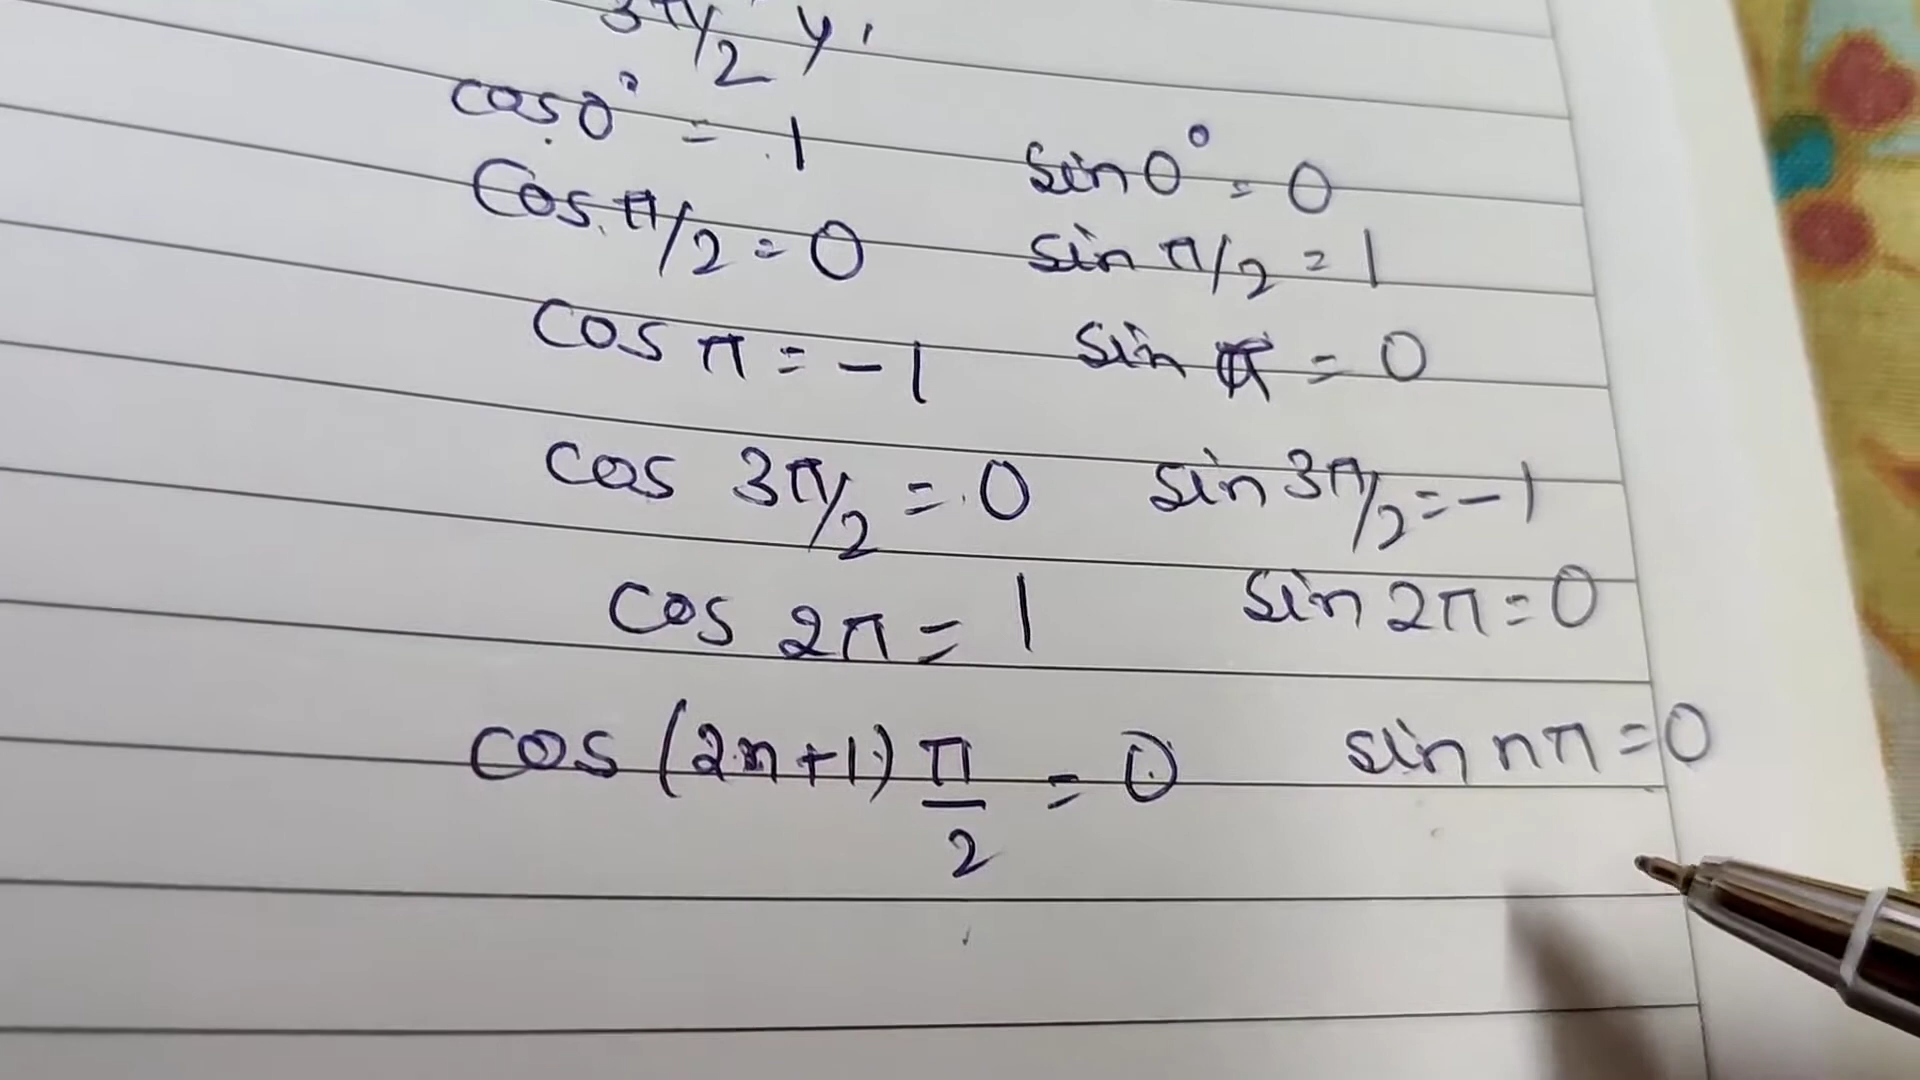 3π/2 y'
cos 0° = 1 sin 0° = 0
Cos π/2 = 0 sin π/2 = 1
cos π = -1 sin π = 0
cos 3π/2 = 0 sin 3π/2 = -1
cos 2π = 1 sin 2π = 0
cos (2n+1) π/2 = 0 sin nπ = 0